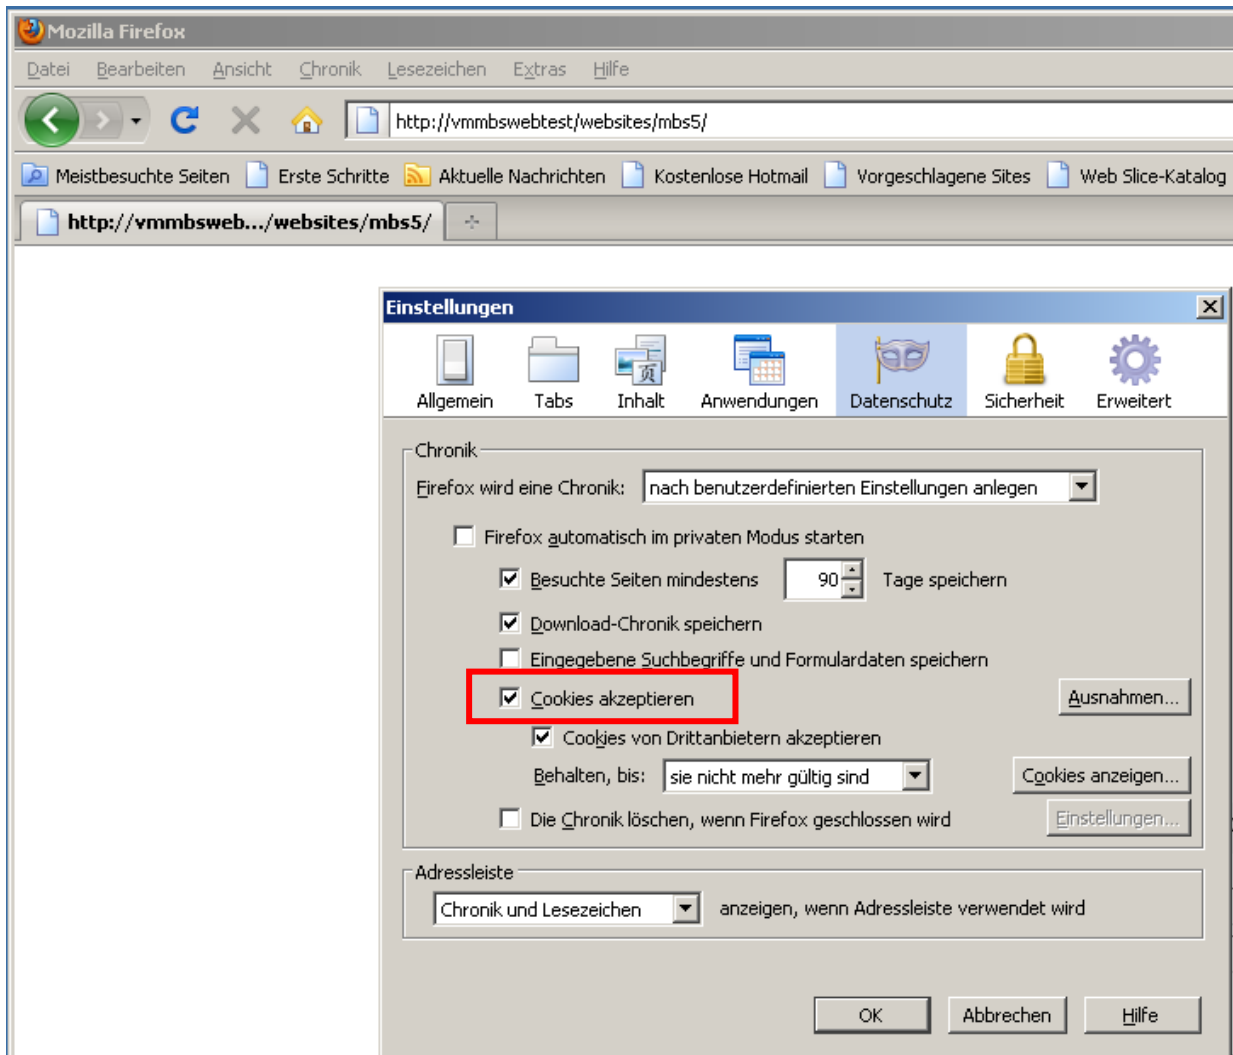 Mozilla Firefox
Datei Bearbeiten Ansicht Chronik Lesezeichen Extras Hilfe
http://vmmbswebtest/websites/mbs5/
Meistbesuchte Seiten Erste Schritte Aktuelle Nachrichten Kostenlose Hotmail Vorgeschlagene Sites Web Slice-Katalog
http://vmmbsweb.../websites/mbs5/
Einstellungen
页
Allgemein Tabs Inhalt Anwendungen Datenschutz Sicherheit Erweitert
Chronik
Firefox wird eine Chronik: nach benutzerdefinierten Einstellungen anlegen
Firefox automatisch im privaten Modus starten
Besuchte Seiten mindestens 90 Tage speichern
Download-Chronik speichern
Eingegebene Suchbegriffe und Formulardaten speichern
Cookies akzeptieren Ausnahmen...
Cookies von Drittanbietern akzeptieren
Behalten, bis: sie nicht mehr gültig sind Cookies anzeigen...
Die Chronik löschen, wenn Firefox geschlossen wird Einstellungen...
Adressleiste
Chronik und Lesezeichen anzeigen, wenn Adressleiste verwendet wird
OK Abbrechen Hilfe